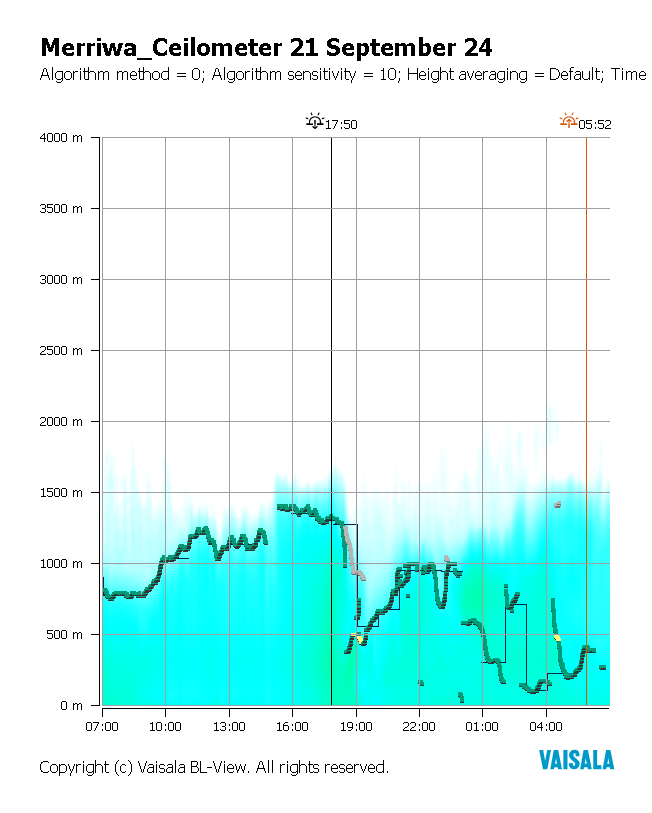 Merriwa_Ceilometer 21 September 24
Algorithm method = 0; Algorithm sensitivity = 10; Height averaging = Default; Time
17:50
05:52
4000 m
3500 m
3000 m
2500 m
2000 m
1500 m
1000 m
500 m
0 m
07:00 10:00 13:00 16:00 19:00 22:00 01:00 04:00
Copyright (c) Vaisala BL-View. All rights reserved.
VAISALA